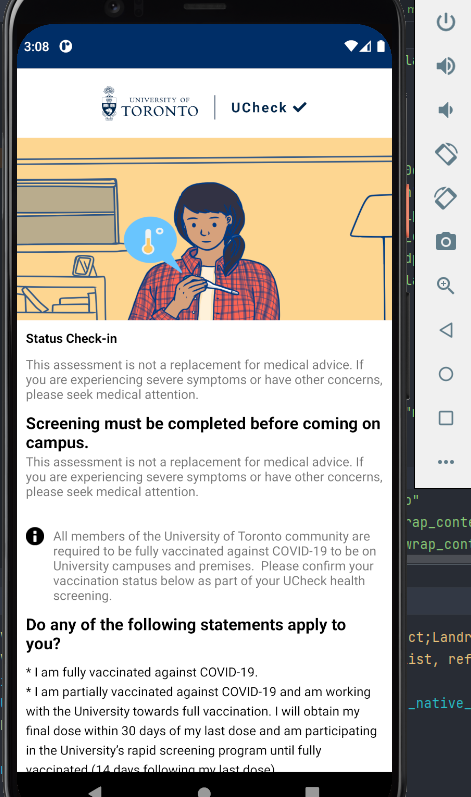 3:08
UNIVERSITY OF
TORONTO
UCheck
Status Check-in
This assessment is not a replacement for medical advice. If
you are experiencing severe symptoms or have other concerns,
please seek medical attention.
Screening must be completed before coming on
campus.
This assessment is not a replacement for medical advice. If
you are experiencing severe symptoms or have other concerns,
please seek medical attention.
All members of the University of Toronto community are
required to be fully vaccinated against COVID-19 to be on
University campuses and premises.  Please confirm your
vaccination status below as part of your UCheck health
screening.
Do any of the following statements apply to
you?
* I am fully vaccinated against COVID-19.
* I am partially vaccinated against COVID-19 and am working
with the University towards full vaccination. I will obtain my
final dose within 30 days of my last dose and am participating
in the University's rapid screening program until fully
vaccinated (14 days following my last dose)
p"
rap_conte
wrap_cont
ct;Landr
ist, ref
_native_